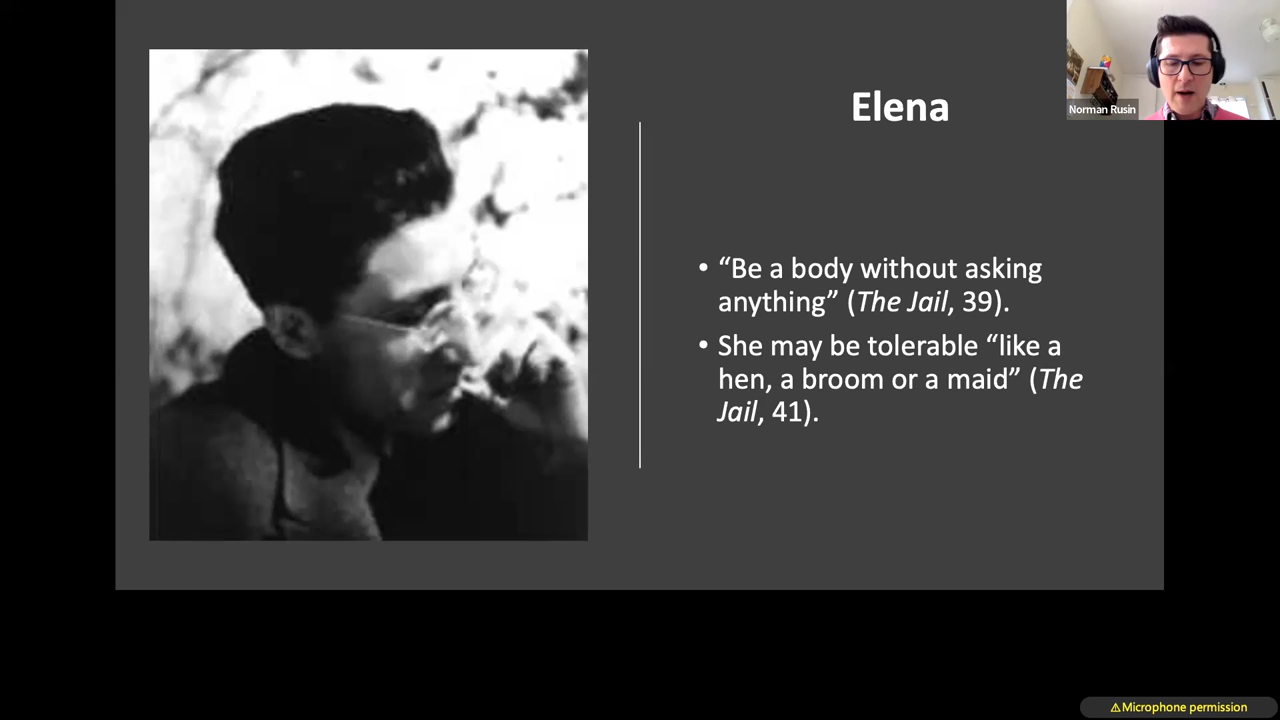 Elena
Norman Rusin
• “Be a body without asking
anything” (The Jail, 39).
• She may be tolerable “like a
hen, a broom or a maid” (The
Jail, 41).
⚠Microphone permission